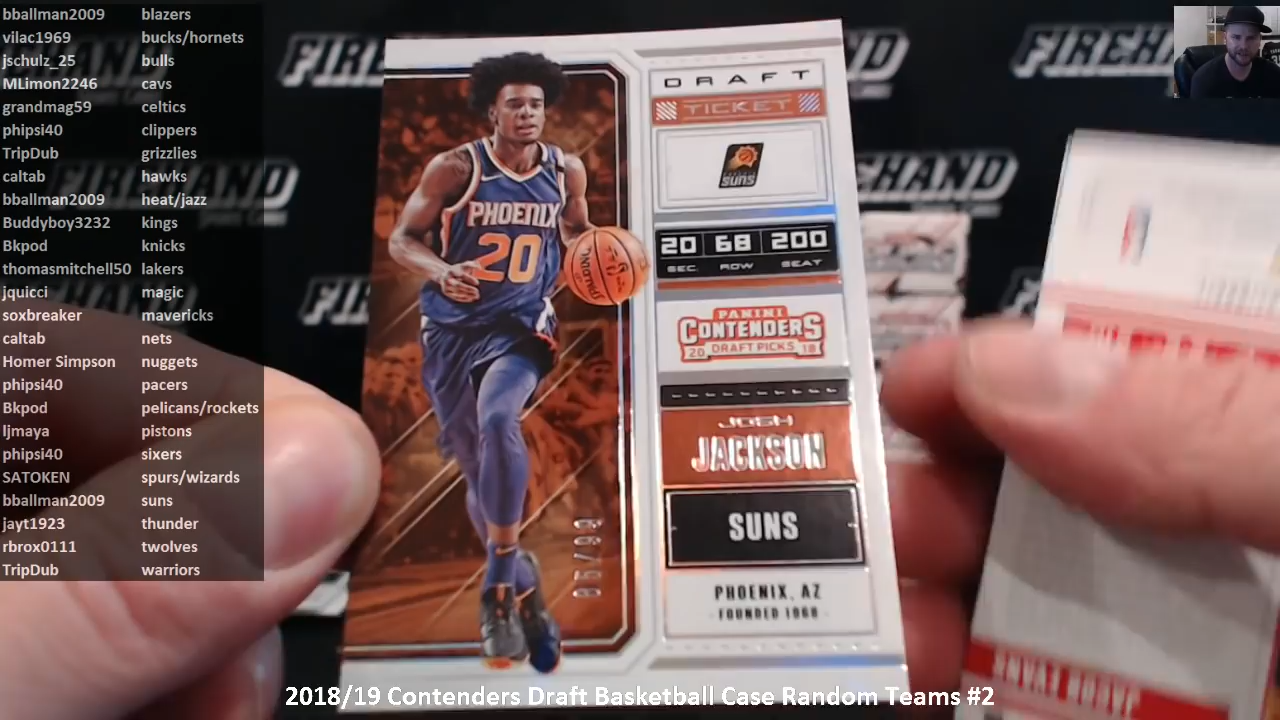 bballman2009 blazers
vilac1969 bucks/hornets
jschulz_25 bulls
MLimon2246 cavs
grandmag59 celtics
phipsi40 clippers
TripDub grizzlies
caltab hawks
bballman2009 heat/jazz
Buddyboy3232 kings
Bkpod knicks
thomasmitchell50 lakers
jquicci magic
soxbreaker mavericks
caltab nets
Homer Simpson nuggets
phipsi40 pacers
Bkpod pelicans/rockets
ljmaya pistons
phipsi40 sixers
SATOKEN spurs/wizards
bballman2009 suns
jayt1923 thunder
rbrox0111 twolves
TripDub warriors
FIREHAND
DRAFT
TICKET
SUNS
20 68 200
SEC. ROW SEAT
PANINI
CONTENDERS
20 DRAFT PICKS 18
JOSH
JACKSON
SUNS
PHOENIX, AZ
FOUNDED 1968
PHOENIX
20
SPALDING
JAWUN EVANS
2018/19 Contenders Draft Basketball Case Random Teams #2